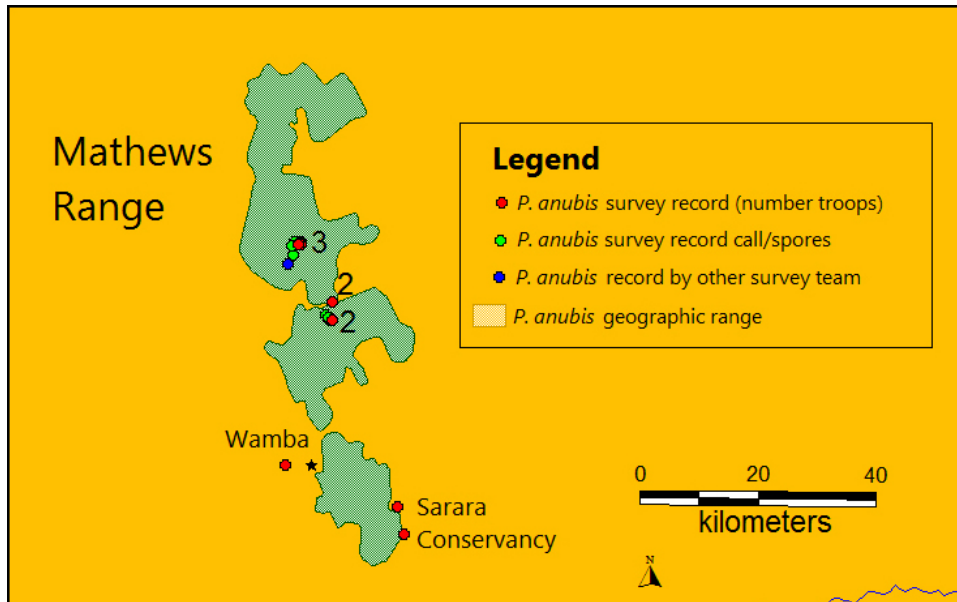 Mathews
Range
Legend
P. anubis survey record (number troops)
P. anubis survey record call/spores
P. anubis record by other survey team
P. anubis geographic range
3
2
2
Wamba
Sarara
Conservancy
0 20 40
kilometers
N